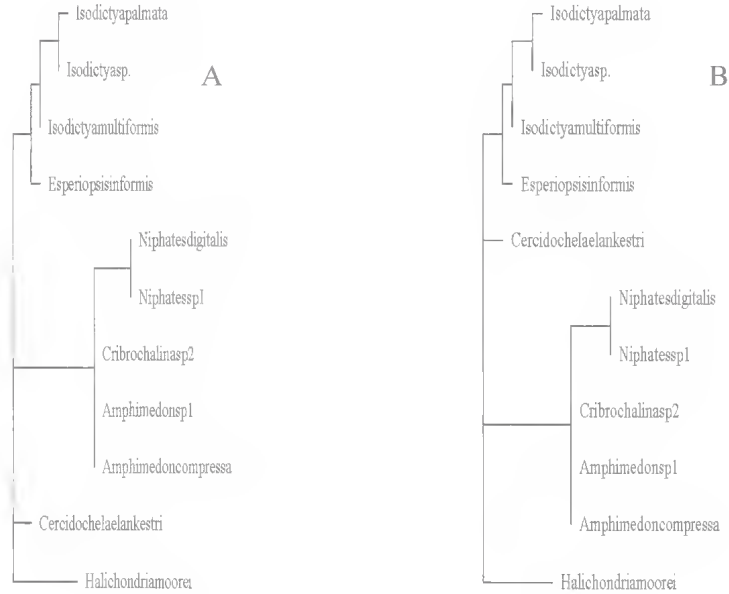 Isodictyapalmata
Isodictyasp.
A
Isodictyamultiformis
Esperiopsisinformis
Niphatesdigitalis
Niphatessp1
Cribrochalinasp2
Amphimedonsp1
Amphimedoncompressa
Cercidochelaelankestri
Halichondriamoorei
Isodictyapalmata
Isodictyasp.
B
Isodictyamultiformis
Esperiopsisinformis
Cercidochelaelankestri
Niphatesdigitalis
Niphatessp1
Cribrochalinasp2
Amphimedonsp1
Amphimedoncompressa
Halichondriamoorei